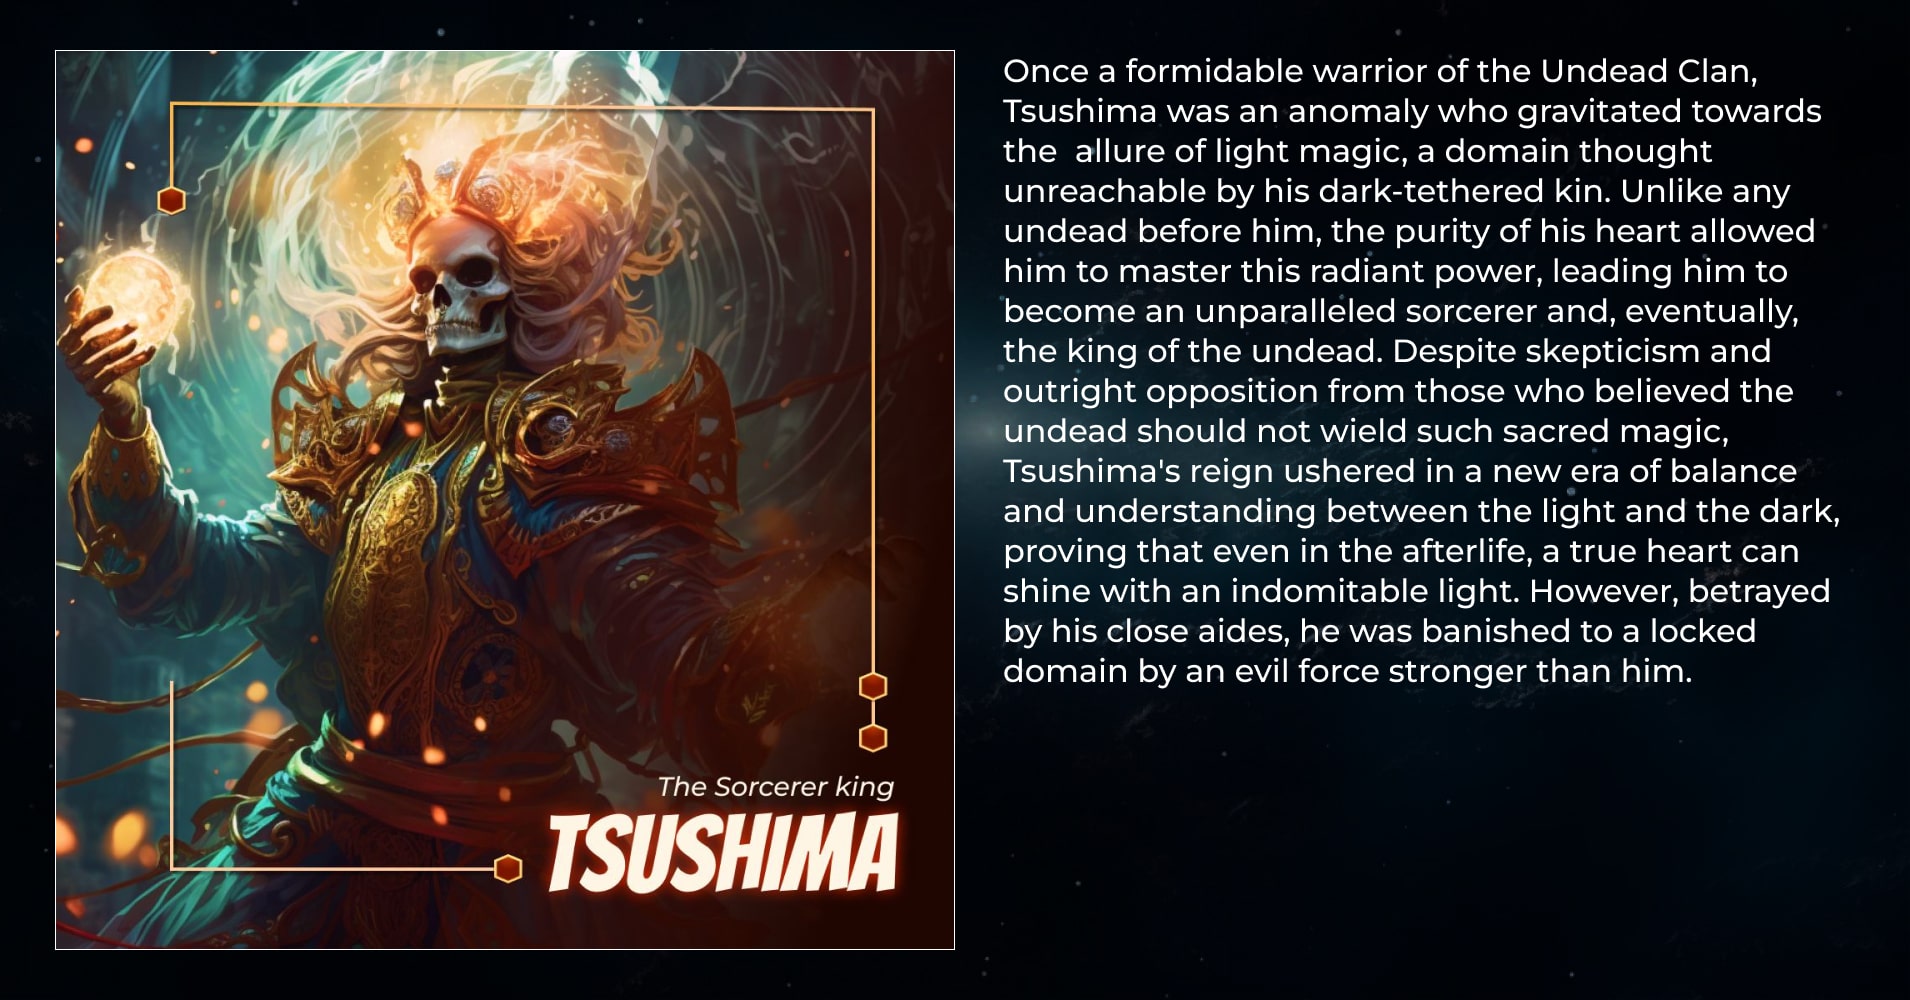 Once a formidable warrior of the Undead Clan,
Tsushima was an anomaly who gravitated towards
the  allure of light magic, a domain thought
unreachable by his dark-tethered kin. Unlike any
undead before him, the purity of his heart allowed
him to master this radiant power, leading him to
become an unparalleled sorcerer and, eventually,
the king of the undead. Despite skepticism and
outright opposition from those who believed the
undead should not wield such sacred magic,
Tsushima's reign ushered in a new era of balance
and understanding between the light and the dark,
proving that even in the afterlife, a true heart can
shine with an indomitable light. However, betrayed
by his close aides, he was banished to a locked
domain by an evil force stronger than him.
The Sorcerer king
TSUSHIMA